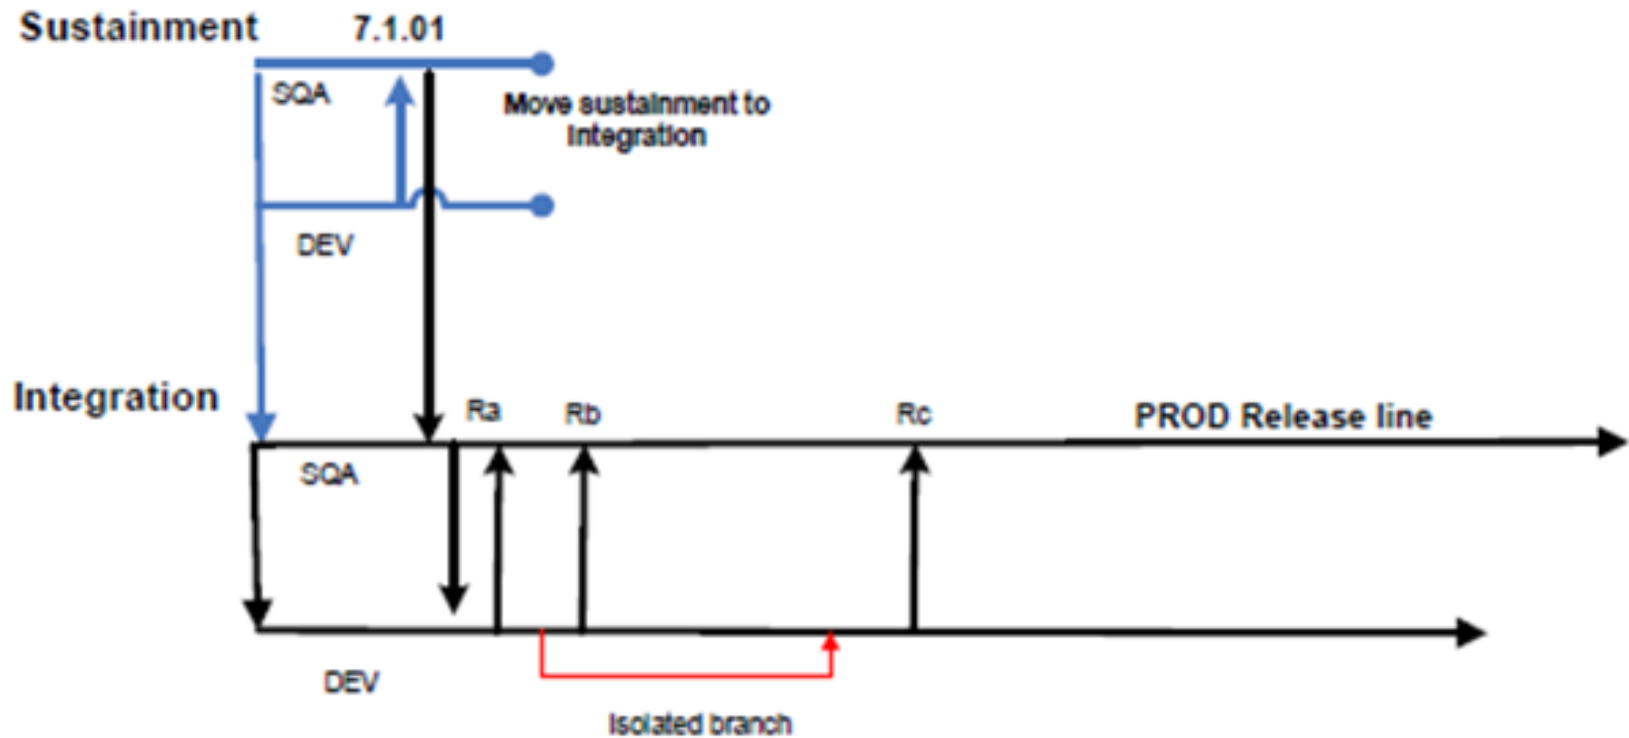 Sustainment 7.1.01
SQA
Move sustainment to
Integration
DEV
Integration
Ra
Rb
Rc
PROD Release line
SQA
DEV
Isolated branch